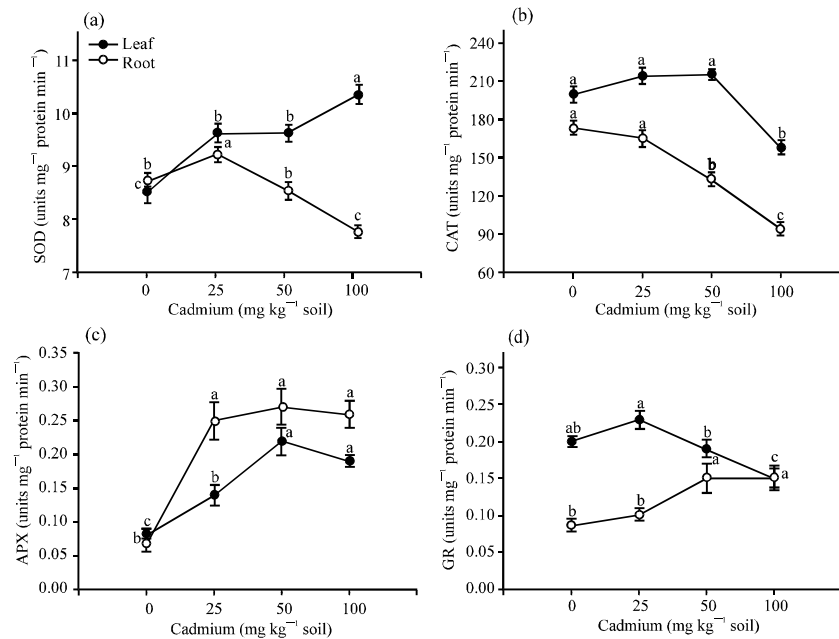 (a)
Leaf
Root
SOD (units mg⁻¹ protein min⁻¹)
11
10
9
8
7
c
b
b
a
b
b
a
c
0 25 50 100
Cadmium (mg kg⁻¹ soil)
(b)
CAT (units mg⁻¹ protein min⁻¹)
240
210
180
150
120
90
60
a
a
a
a
a
b
b
c
0 25 50 100
Cadmium (mg kg⁻¹ soil)
(c)
APX (units mg⁻¹ protein min⁻¹)
0.35
0.30
0.25
0.20
0.15
0.10
0.05
0.00
a
a
a
a
a
b
c
b
0 25 50 100
Cadmium (mg kg⁻¹ soil)
(d)
GR (units mg⁻¹ protein min⁻¹)
0.30
0.25
0.20
0.15
0.10
0.05
0.00
ab
a
b
c
a
a
b
b
0 25 50 100
Cadmium (mg kg⁻¹ soil)